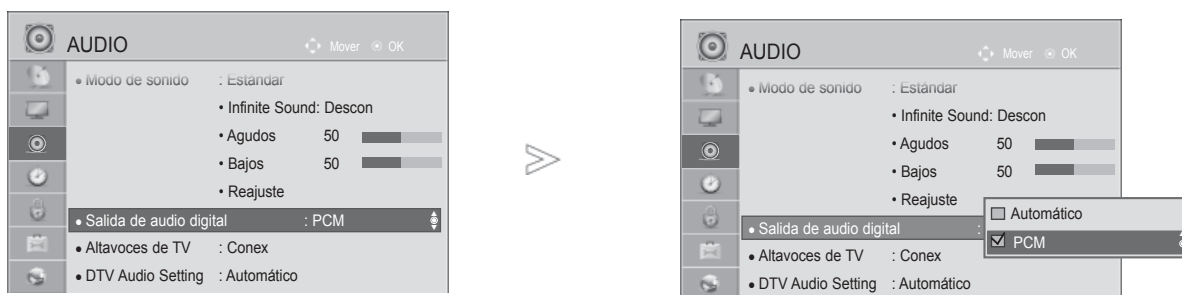 AUDIO
Mover OK
• Modo de sonido : Estándar
• Infinite Sound: Descon
• Agudos 50
• Bajos 50
• Reajuste
• Salida de audio digital : PCM
• Altavoces de TV : Conex
• DTV Audio Setting : Automático
AUDIO
Mover OK
• Modo de sonido : Estándar
• Infinite Sound: Descon
• Agudos 50
• Bajos 50
• Reajuste
• Salida de audio digital :
Automático
PCM
• Altavoces de TV : Conex
• DTV Audio Setting : Automático